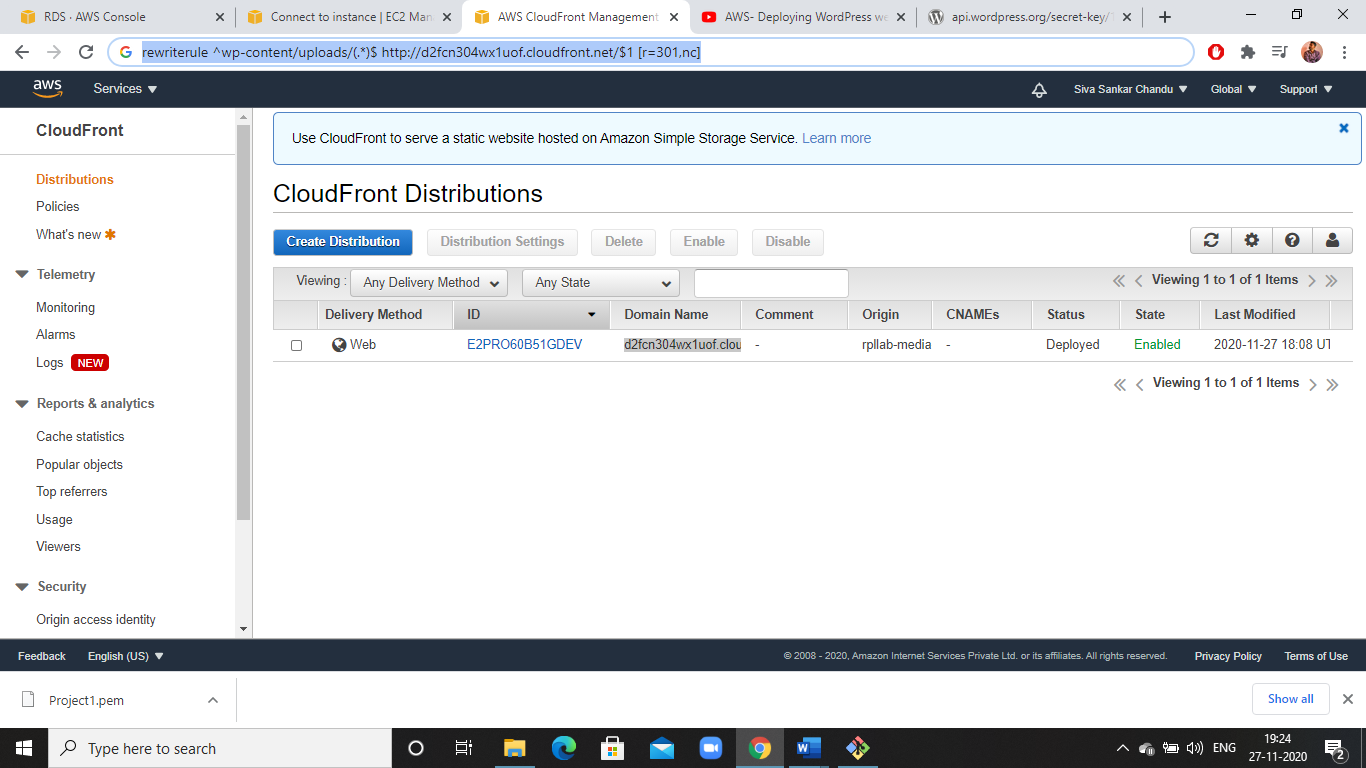 RDS · AWS Console
Connect to instance | EC2 Man
AWS CloudFront Management
AWS- Deploying WordPress we
api.wordpress.org/secret-key/1
rewriterule ^wp-content/uploads/(.*)$ http://d2fcn304wx1uof.cloudfront.net/$1 [r=301,nc]
aws
Services
Siva Sankar Chandu
Global
Support
CloudFront
Distributions
Policies
What's new
Telemetry
Monitoring
Alarms
Logs NEW
Reports & analytics
Cache statistics
Popular objects
Top referrers
Usage
Viewers
Security
Origin access identity
Use CloudFront to serve a static website hosted on Amazon Simple Storage Service. Learn more
CloudFront Distributions
Create Distribution Distribution Settings Delete Enable Disable
Viewing : Any Delivery Method Any State Viewing 1 to 1 of 1 Items
Delivery Method ID Domain Name Comment Origin CNAMEs Status State Last Modified
Web E2PRO60B51GDEV d2fcn304wx1uof.clou - rpllab-media - Deployed Enabled 2020-11-27 18:08 UT
Viewing 1 to 1 of 1 Items
Feedback English (US) © 2008 - 2020, Amazon Internet Services Private Ltd. or its affiliates. All rights reserved. Privacy Policy Terms of Use
Project1.pem Show all
Type here to search
ENG
19:24
27-11-2020
2